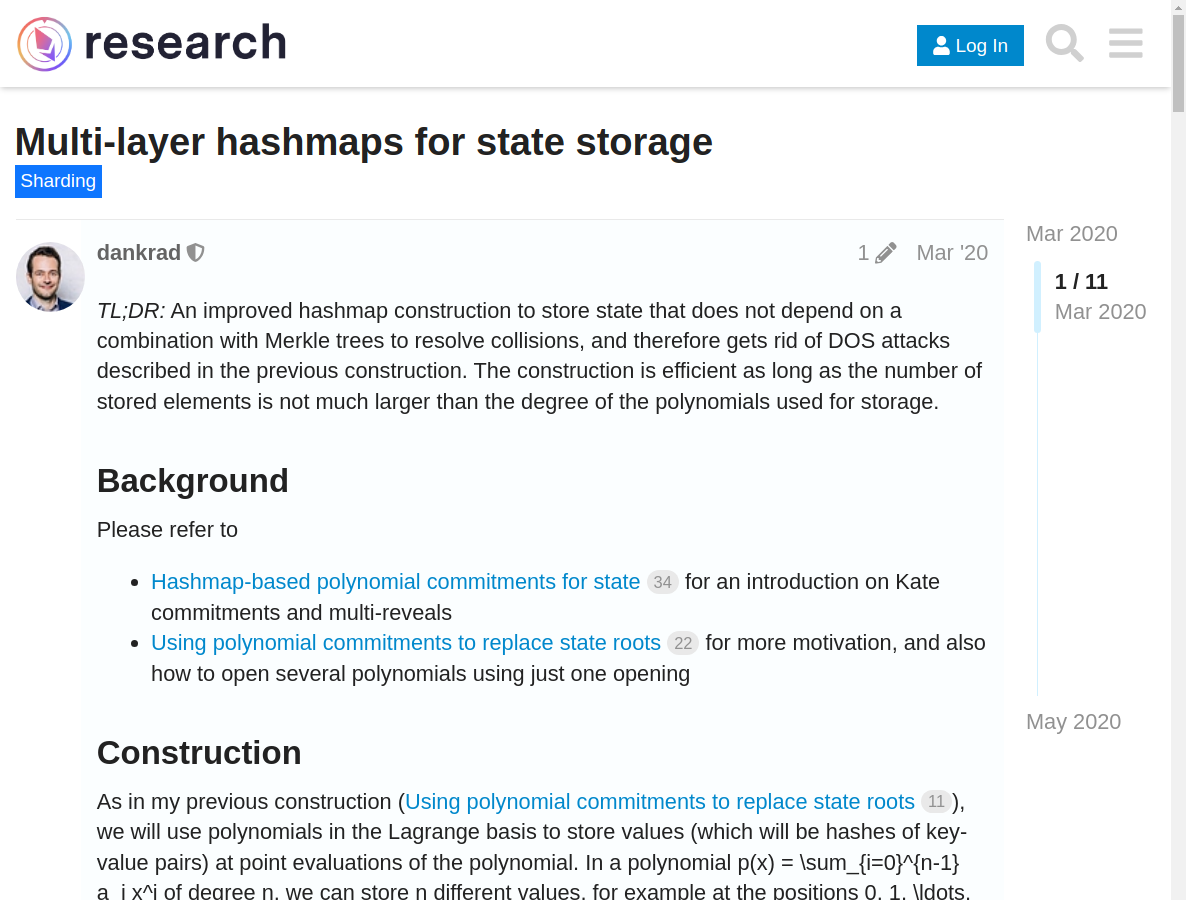 research
Log In
Multi-layer hashmaps for state storage
Sharding
dankrad
1
Mar '20
TL;DR: An improved hashmap construction to store state that does not depend on a
combination with Merkle trees to resolve collisions, and therefore gets rid of DOS attacks
described in the previous construction. The construction is efficient as long as the number of
stored elements is not much larger than the degree of the polynomials used for storage.
Background
Please refer to
Hashmap-based polynomial commitments for state 34 for an introduction on Kate
commitments and multi-reveals
Using polynomial commitments to replace state roots 22 for more motivation, and also
how to open several polynomials using just one opening
Construction
As in my previous construction (Using polynomial commitments to replace state roots 11),
we will use polynomials in the Lagrange basis to store values (which will be hashes of key-
value pairs) at point evaluations of the polynomial. In a polynomial p(x) = \sum_{i=0}^{n-1}
a_i x^i of degree n, we can store n different values, for example at the positions 0, 1, \ldots,
Mar 2020
1 / 11
Mar 2020
May 2020